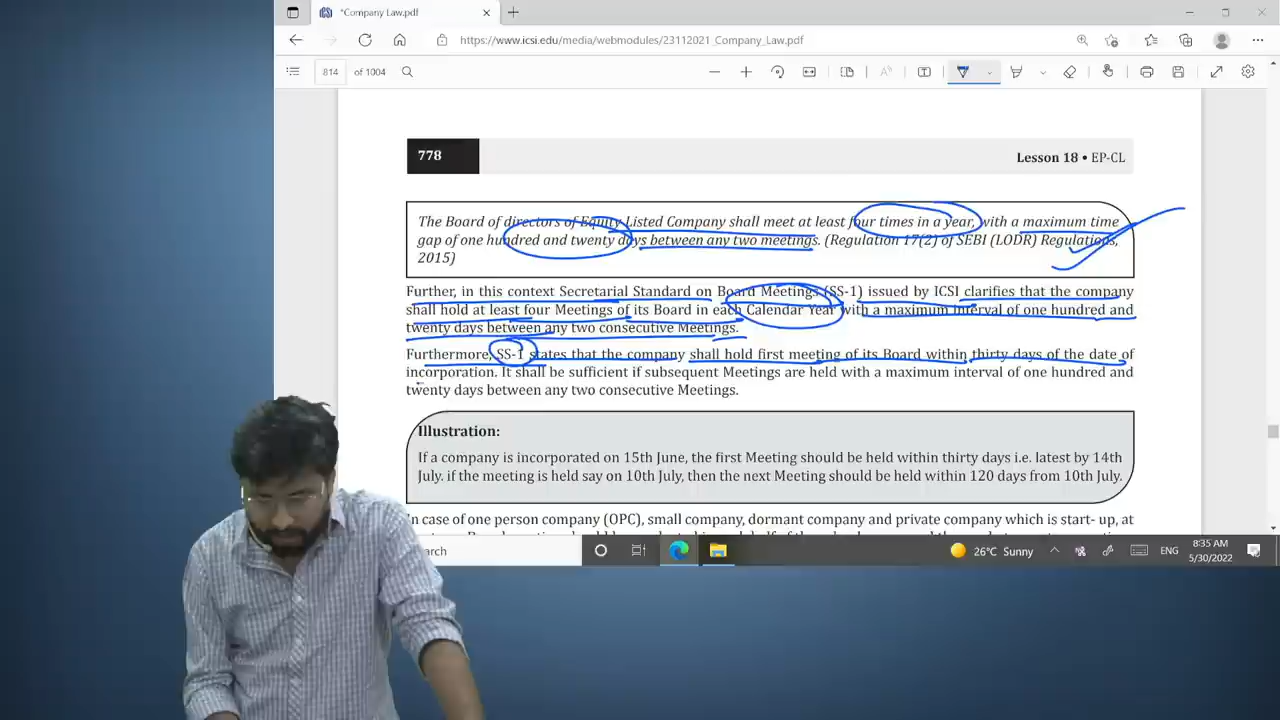 *Company Law.pdf
https://www.icsi.edu/media/webmodules/23112021_Company_Law.pdf
814 of 1004
778
Lesson 18 • EP-CL
The Board of directors of Equity Listed Company shall meet at least four times in a year, with a maximum time
gap of one hundred and twenty days between any two meetings. (Regulation 17(2) of SEBI (LODR) Regulations,
2015)
Further, in this context Secretarial Standard on Board Meetings (SS-1) issued by ICSI clarifies that the company
shall hold at least four Meetings of its Board in each Calendar Year with a maximum interval of one hundred and
twenty days between any two consecutive Meetings.
Furthermore, SS-1 states that the company shall hold first meeting of its Board within thirty days of the date of
incorporation. It shall be sufficient if subsequent Meetings are held with a maximum interval of one hundred and
twenty days between any two consecutive Meetings.
Illustration:
If a company is incorporated on 15th June, the first Meeting should be held within thirty days i.e. latest by 14th
July. if the meeting is held say on 10th July, then the next Meeting should be held within 120 days from 10th July.
In case of one person company (OPC), small company, dormant company and private company which is start- up, at
26°C Sunny
ENG
8:35 AM
5/30/2022